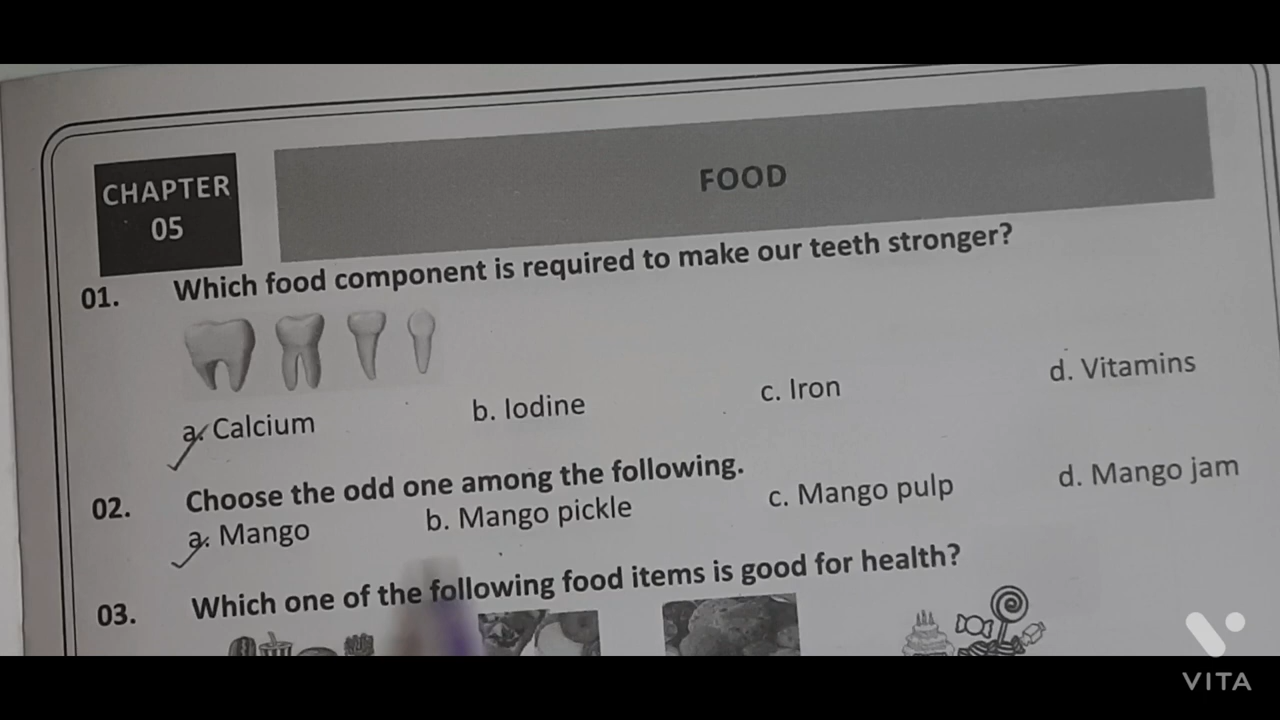 CHAPTER
05
FOOD
01. Which food component is required to make our teeth stronger?
a. Calcium b. Iodine c. Iron d. Vitamins
02. Choose the odd one among the following.
a. Mango b. Mango pickle c. Mango pulp d. Mango jam
03. Which one of the following food items is good for health?
VITA